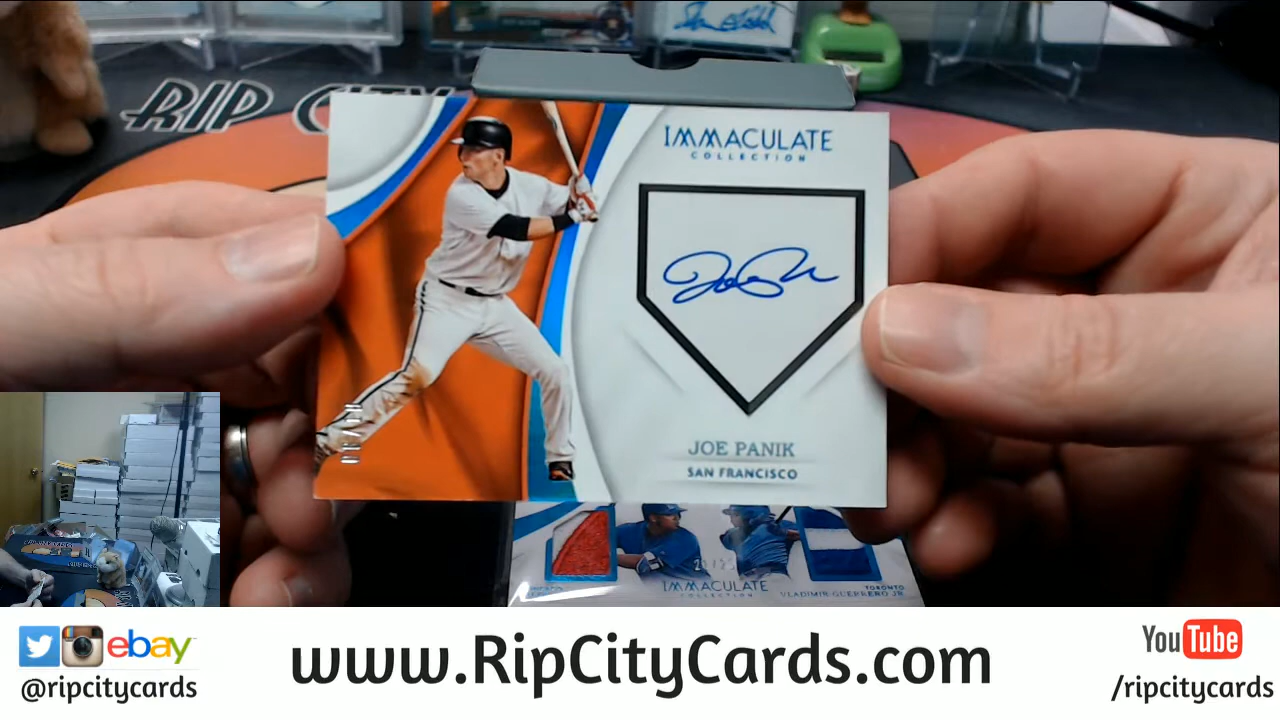 RIP
IMMACULATE
COLLECTION
JOE PANIK
SAN FRANCISCO
IMMACULATE
COLLECTION
TORONTO
VLADIMIR GUERRERO JR.
ebay
@ripcitycards
www.RipCityCards.com
YouTube
/ripcitycards